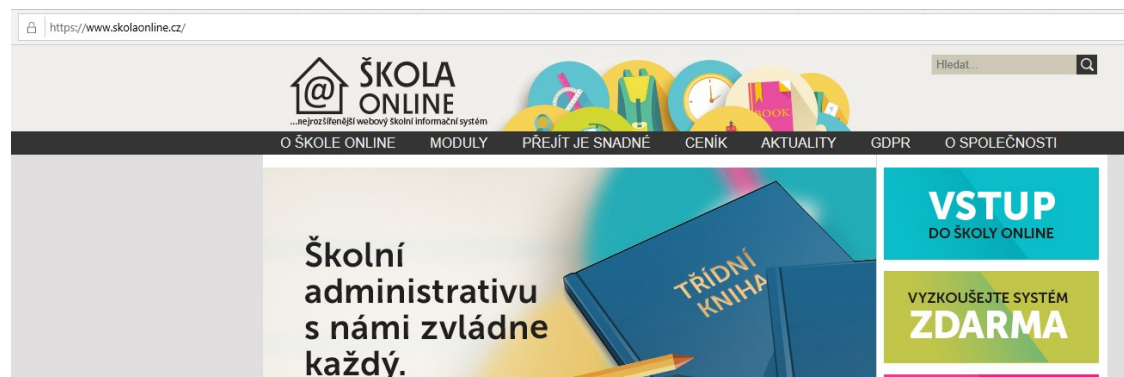 https://www.skolaonline.cz/
ŠKOLA
ONLINE
...nejrozšířenější webový školní informační systém
Hledat...
BOOK
O ŠKOLE ONLINE MODULY PŘEJÍT JE SNADNÉ CENÍK AKTUALITY GDPR O SPOLEČNOSTI
Školní
administrativu
s námi zvládne
každý.
TŘÍDNÍ
KNIHA
VSTUP
DO ŠKOLY ONLINE
VYZKOUŠEJTE SYSTÉM
ZDARMA